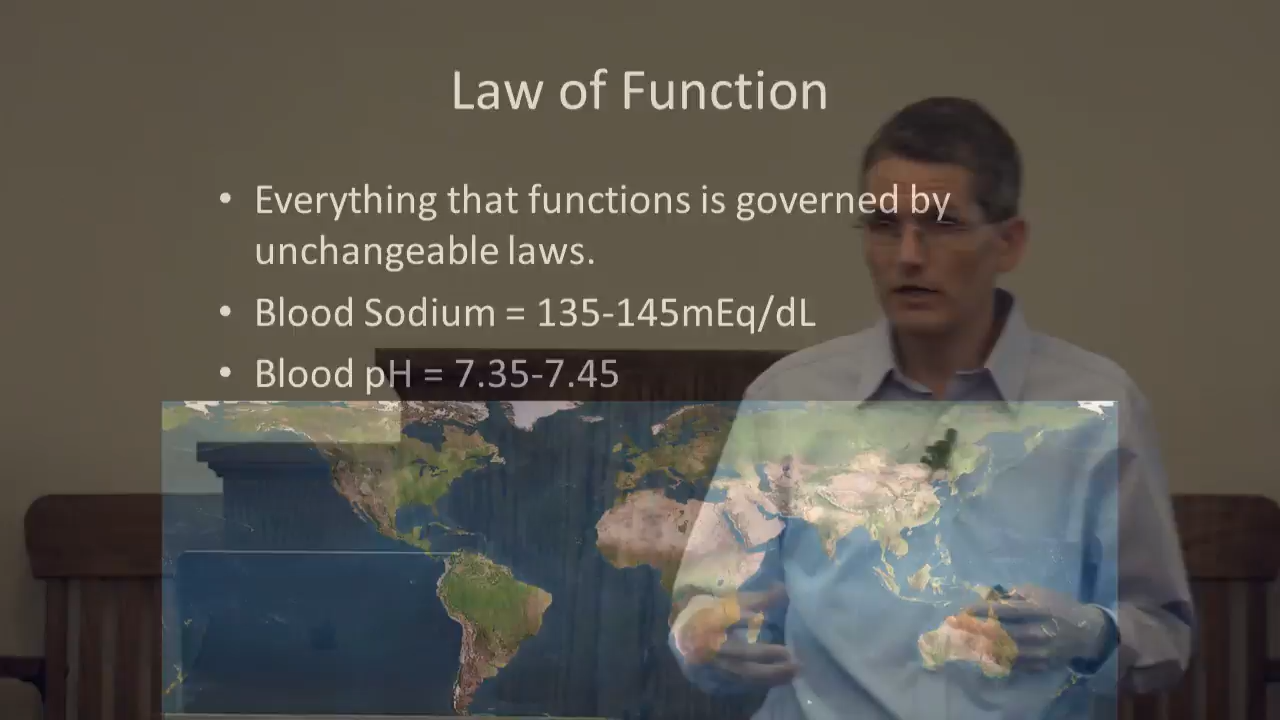 Law of Function
• Everything that functions is governed by
unchangeable laws.
• Blood Sodium = 135-145mEq/dL
• Blood pH = 7.35-7.45